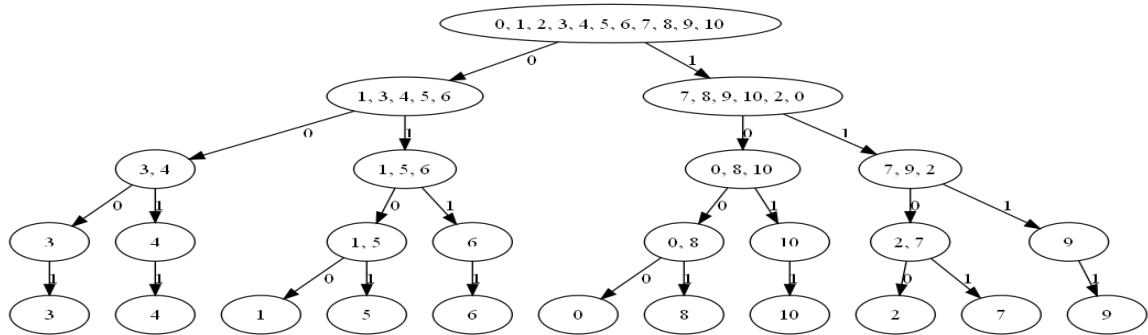 0, 1, 2, 3, 4, 5, 6, 7, 8, 9, 10
0 1
1, 3, 4, 5, 6 7, 8, 9, 10, 2, 0
0 1 0 1
3, 4 1, 5, 6 0, 8, 10 7, 9, 2
0 1 0 1 0 1 0 1
3 4 1, 5 6 0, 8 10 2, 7 9
1 1 0 1 1 0 1 1 0 1 1
3 4 1 5 6 0 8 10 2 7 9